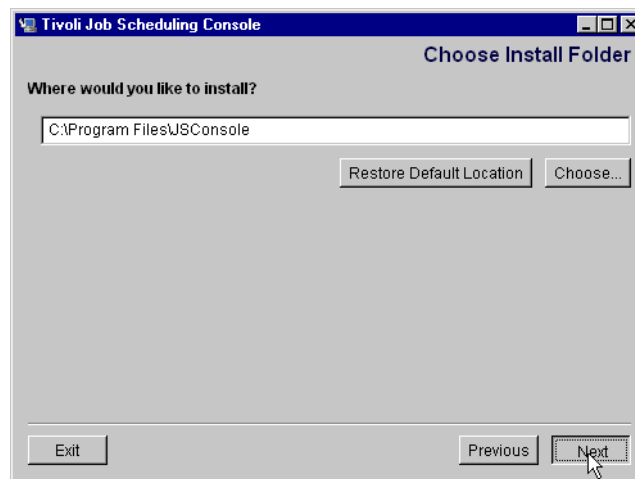 Tivoli Job Scheduling Console
Choose Install Folder
Where would you like to install?
C:\Program Files\JSConsole
Restore Default Location Choose...
Exit Previous Next